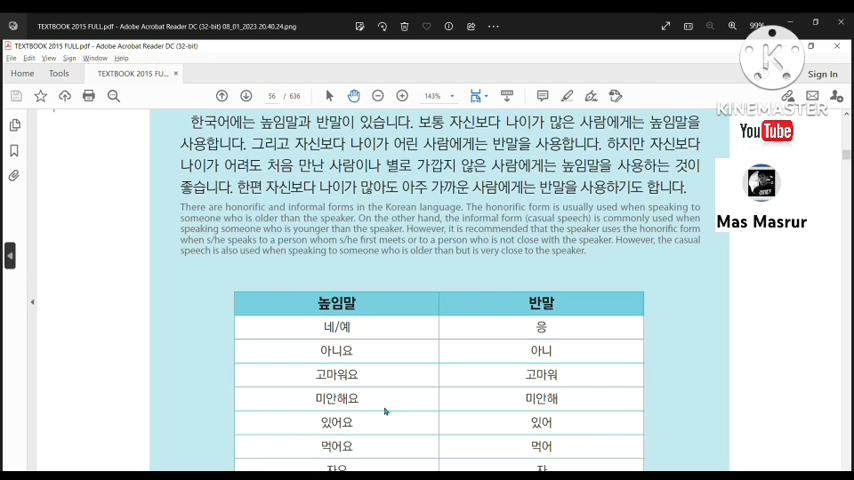 TEXTBOOK 2015 FULL.pdf - Adobe Acrobat Reader DC (32-bit) 08_01_2023 20.40.24.png
99%
TEXTBOOK 2015 FULL.pdf - Adobe Acrobat Reader DC (32-bit)
File Edit View Sign Window Help
Home Tools TEXTBOOK 2015 FU... × Sign In
56 / 636 143%
KINEMASTER
YouTube
Mas Masrur
한국어에는 높임말과 반말이 있습니다. 보통 자신보다 나이가 많은 사람에게는 높임말을
사용합니다. 그리고 자신보다 나이가 어린 사람에게는 반말을 사용합니다. 하지만 자신보다
나이가 어려도 처음 만난 사람이나 별로 가깝지 않은 사람에게는 높임말을 사용하는 것이
좋습니다. 한편 자신보다 나이가 많아도 아주 가까운 사람에게는 반말을 사용하기도 합니다.
There are honorific and informal forms in the Korean language. The honorific form is usually used when speaking to
someone who is older than the speaker. On the other hand, the informal form (casual speech) is commonly used when
speaking someone who is younger than the speaker. However, it is recommended that the speaker uses the honorific form
when s/he speaks to a person whom s/he first meets or to a person who is not close with the speaker. However, the casual
speech is also used when speaking to someone who is older than but is very close to the speaker.
높임말 반말
네/예 응
아니요 아니
고마워요 고마워
미안해요 미안해
있어요 있어
먹어요 먹어
자요 자